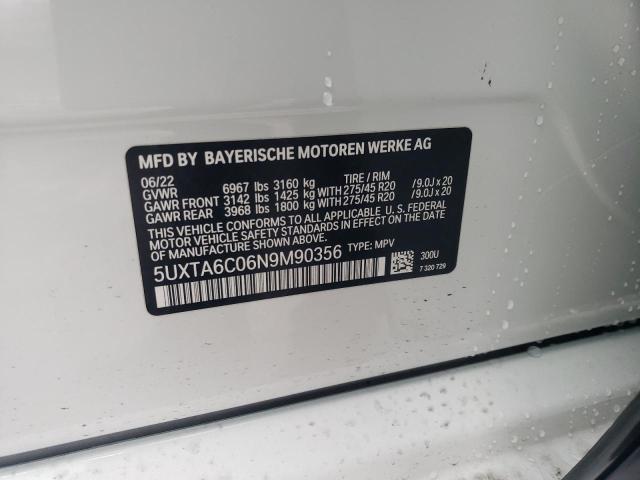 MFD BY BAYERISCHE MOTOREN WERKE AG
06/22 TIRE / RIM
GVWR 6967 lbs 3160 kg
GAWR FRONT 3142 lbs 1425 kg WITH 275/45 R20 /9.0J x 20
GAWR REAR 3968 lbs 1800 kg WITH 275/45 R20 /9.0J x 20
THIS VEHICLE CONFORMS TO ALL APPLICABLE U. S. FEDERAL
MOTOR VEHICLE SAFETY STANDARDS IN EFFECT ON THE DATE
OF MANUFACTURE SHOWN ABOVE.
5UXTA6C06N9M90356 TYPE: MPV
300U
7 320 729